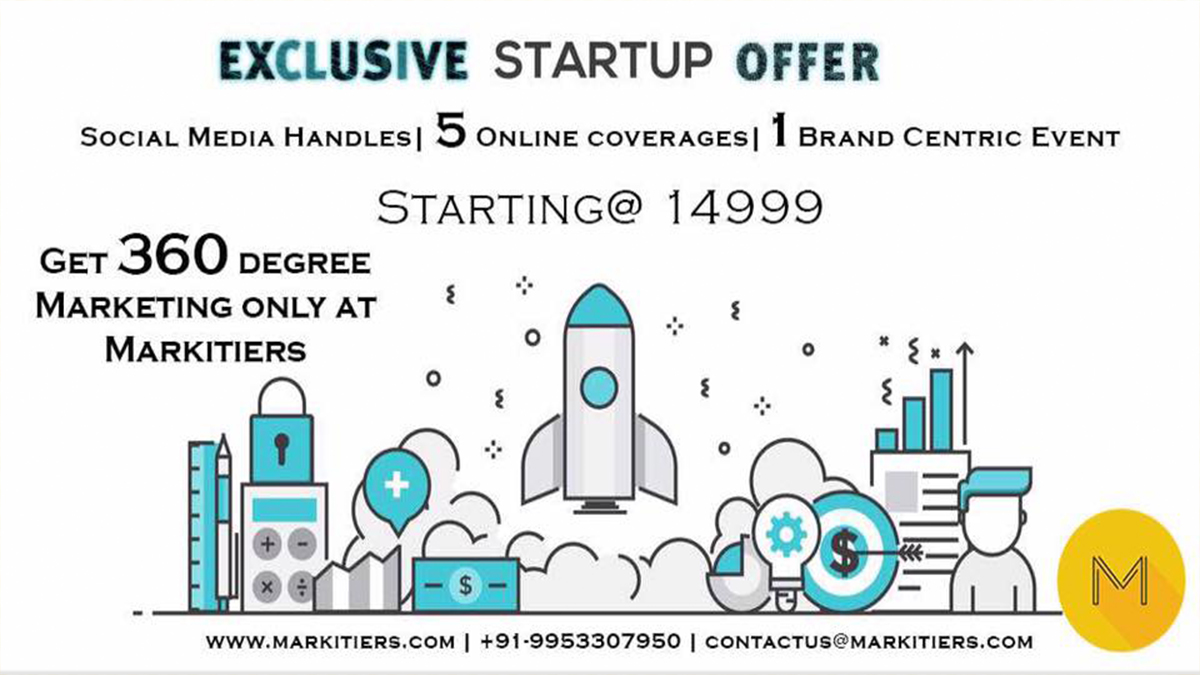 EXCLUSIVE STARTUP OFFER
SOCIAL MEDIA HANDLES| 5 ONLINE COVERAGES| 1 BRAND CENTRIC EVENT
STARTING@ 14999
GET 360 DEGREE
MARKETING ONLY AT
MARKITIERS
$
$
M
WWW.MARKITIERS.COM | +91-9953307950 | CONTACTUS@MARKITIERS.COM